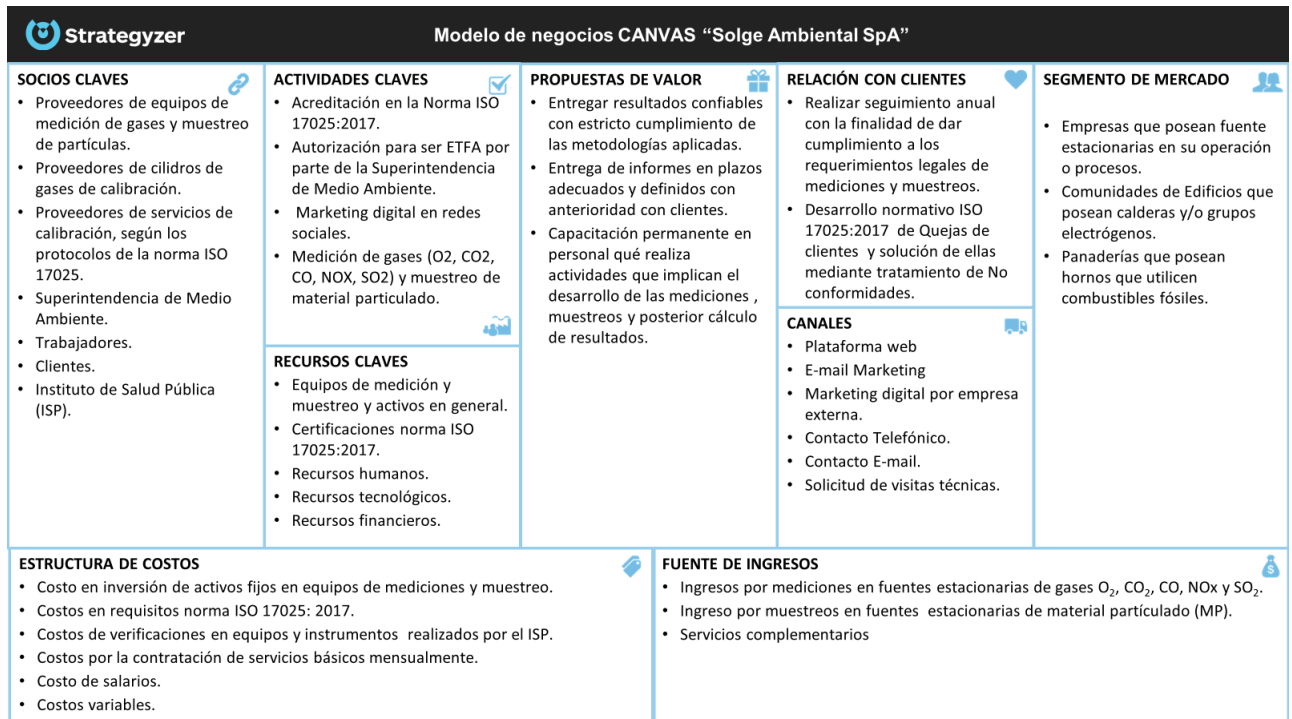 Strategyzer
Modelo de negocios CANVAS “Solge Ambiental SpA”
SOCIOS CLAVES
• Proveedores de equipos de
medición de gases y muestreo
de partículas.
• Proveedores de cilidros de
gases de calibración.
• Proveedores de servicios de
calibración, según los
protocolos de la norma ISO
17025.
• Superintendencia de Medio
Ambiente.
• Trabajadores.
• Clientes.
• Instituto de Salud Pública
(ISP).
ACTIVIDADES CLAVES
• Acreditación en la Norma ISO
17025:2017.
• Autorización para ser ETFA por
parte de la Superintendencia
de Medio Ambiente.
• Marketing digital en redes
sociales.
• Medición de gases (O2, CO2,
CO, NOX, SO2) y muestreo de
material particulado.
RECURSOS CLAVES
• Equipos de medición y
muestreo y activos en general.
• Certificaciones norma ISO
17025:2017.
• Recursos humanos.
• Recursos tecnológicos.
• Recursos financieros.
PROPUESTAS DE VALOR
• Entregar resultados confiables
con estricto cumplimiento de
las metodologías aplicadas.
• Entrega de informes en plazos
adecuados y definidos con
anterioridad con clientes.
• Capacitación permanente en
personal qué realiza
actividades que implican el
desarrollo de las mediciones ,
muestreos y posterior cálculo
de resultados.
RELACIÓN CON CLIENTES
• Realizar seguimiento anual
con la finalidad de dar
cumplimiento a los
requerimientos legales de
mediciones y muestreos.
• Desarrollo normativo ISO
17025:2017 de Quejas de
clientes y solución de ellas
mediante tratamiento de No
conformidades.
CANALES
• Plataforma web
• E-mail Marketing
• Marketing digital por empresa
externa.
• Contacto Telefónico.
• Contacto E-mail.
• Solicitud de visitas técnicas.
SEGMENTO DE MERCADO
• Empresas que posean fuente
estacionarias en su operación
o procesos.
• Comunidades de Edificios que
posean calderas y/o grupos
electrógenos.
• Panaderías que posean
hornos que utilicen
combustibles fósiles.
ESTRUCTURA DE COSTOS
• Costo en inversión de activos fijos en equipos de mediciones y muestreo.
• Costos en requisitos norma ISO 17025: 2017.
• Costos de verificaciones en equipos y instrumentos realizados por el ISP.
• Costos por la contratación de servicios básicos mensualmente.
• Costo de salarios.
• Costos variables.
FUENTE DE INGRESOS
• Ingresos por mediciones en fuentes estacionarias de gases O₂, CO₂, CO, NOx y SO₂.
• Ingreso por muestreos en fuentes estacionarias de material partículado (MP).
• Servicios complementarios